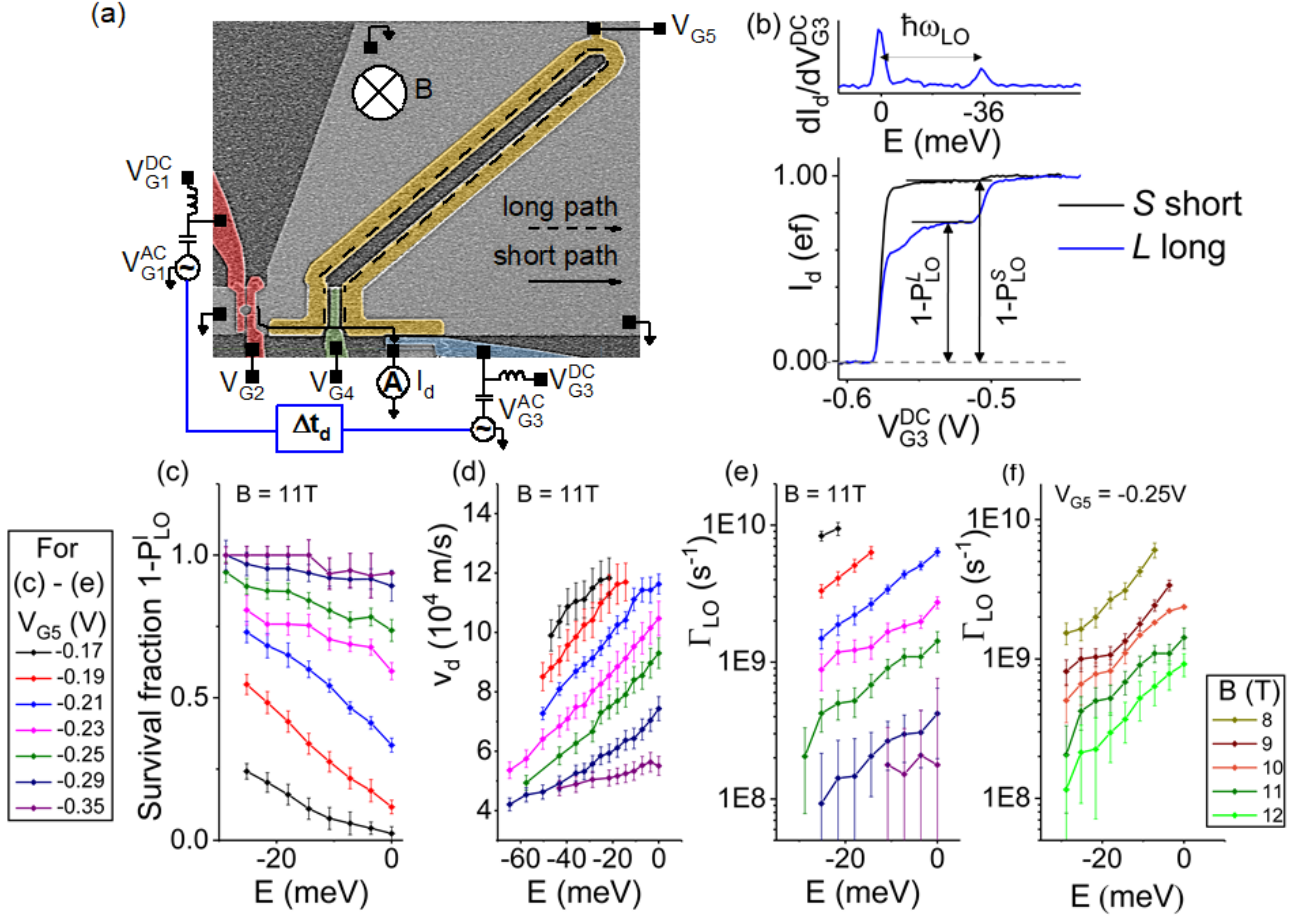 (a)
V_G5
B
V_G1^DC
long path
short path
V_G1^AC
V_G2
V_G4
A
I_d
V_G3^DC
V_G3^AC
Δt_d
(b)
dI_d/dV_G3^DC
ħω_LO
0
-36
E (meV)
1.00
I_d (ef)
0.00
1-P_LO^L
1-P_LO^S
S short
L long
-0.6
-0.5
V_G3^DC (V)
For
(c) - (e)
V_G5 (V)
-0.17
-0.19
-0.21
-0.23
-0.25
-0.29
-0.35
(c)
B = 11T
Survival fraction 1-P_LO^l
1.0
0.5
0.0
-20
0
E (meV)
(d)
B = 11T
v_d (10^4 m/s)
14
12
10
8
6
4
-60
-40
-20
0
E (meV)
(e)
B = 11T
Γ_LO (s^-1)
1E10
1E9
1E8
-20
0
E (meV)
(f)
V_G5 = -0.25V
Γ_LO (s^-1)
1E10
1E9
1E8
-20
0
E (meV)
B (T)
8
9
10
11
12